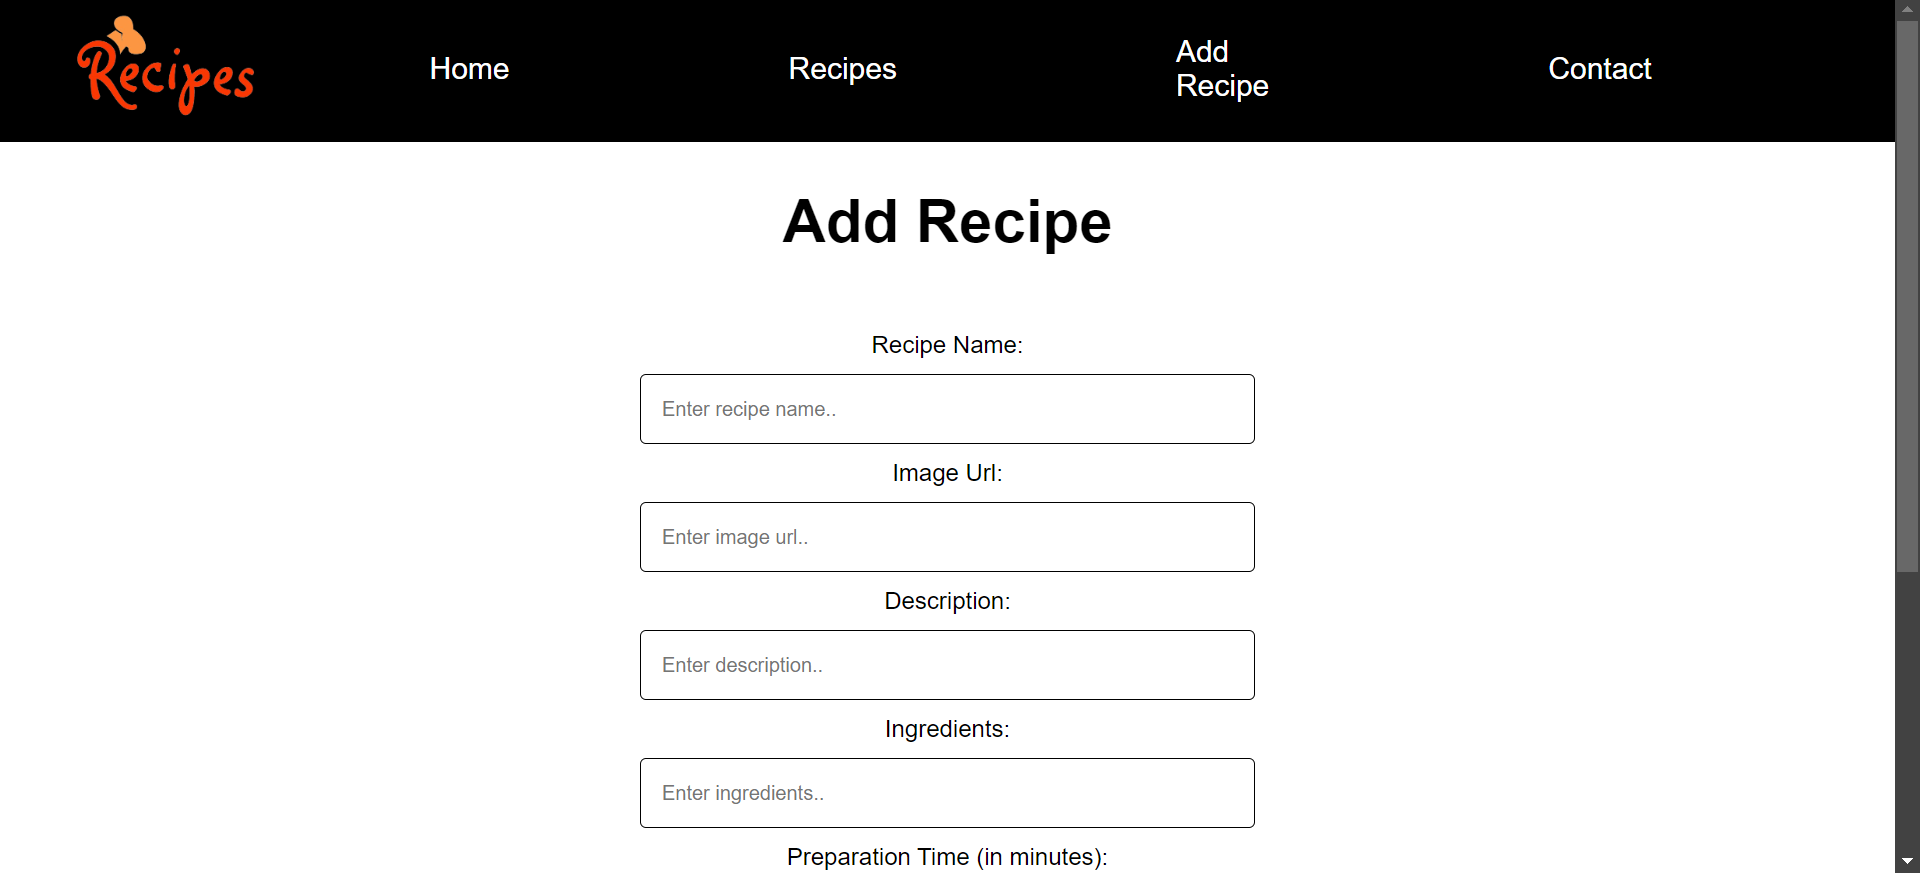 Recipes
Home
Recipes
Add
Recipe
Contact
Add Recipe
Recipe Name:
Enter recipe name..
Image Url:
Enter image url..
Description:
Enter description..
Ingredients:
Enter ingredients..
Preparation Time (in minutes):